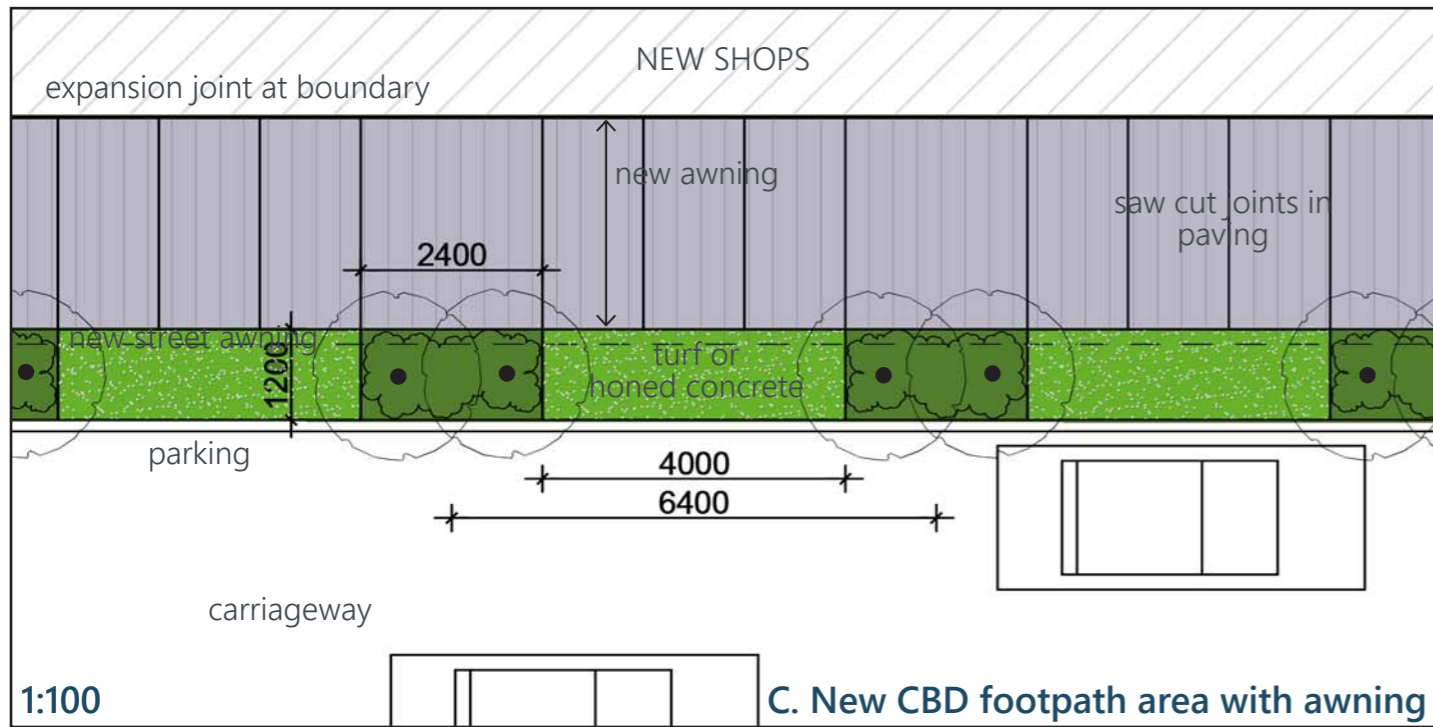 NEW SHOPS
expansion joint at boundary
new awning
saw cut joints in
paving
2400
new street awning
1200
turf or
honed concrete
parking
4000
6400
carriageway
1:100
C. New CBD footpath area with awning